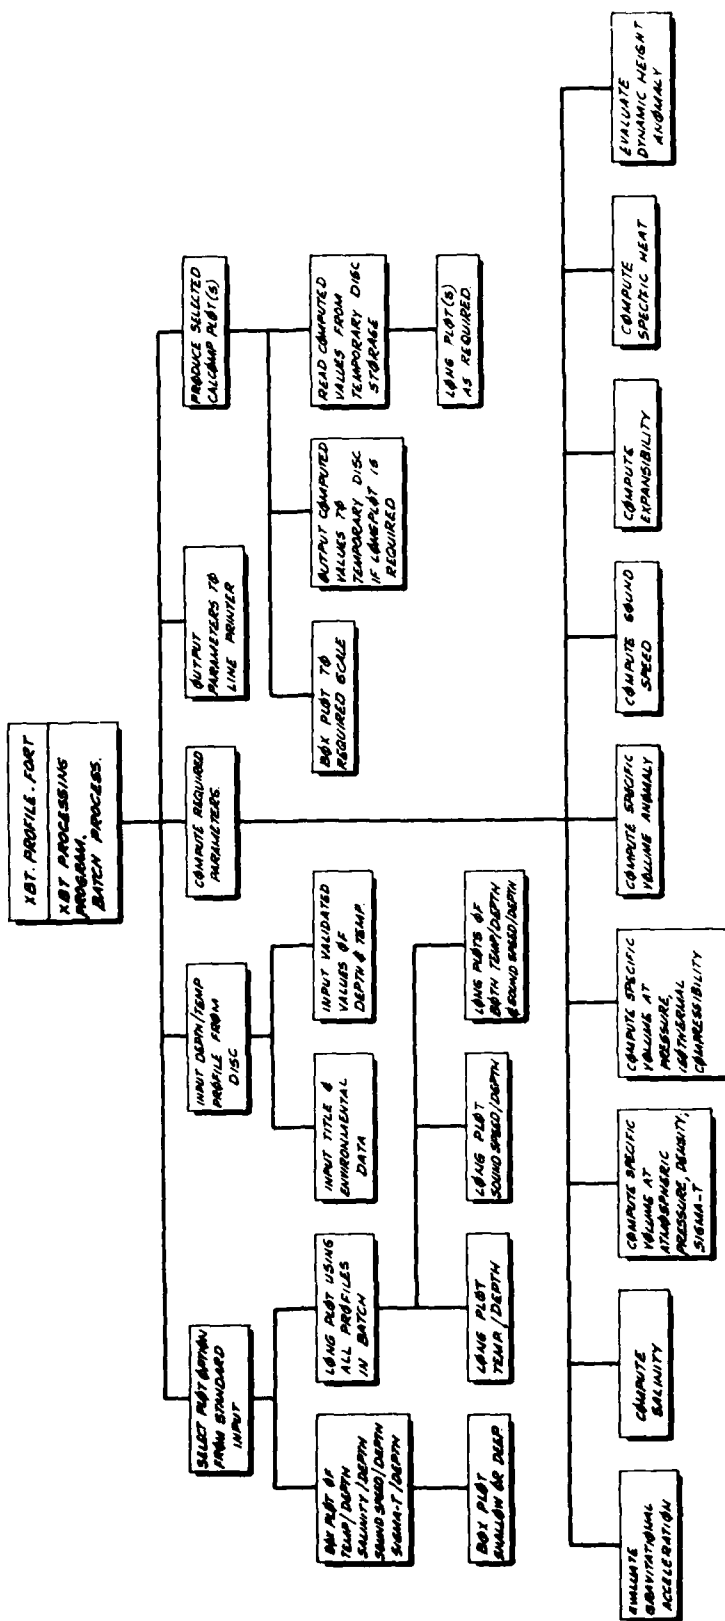 XBT.PROFILE.FORT
XBT PROCESSING
PROGRAM.
BATCH PROCESS.
SELECT PLOT OPTION
FROM STANDARD
INPUT
INPUT DEPTH/TEMP
PROFILE FROM
DISC
COMPUTE REQUIRED
PARAMETERS.
OUTPUT
PARAMETERS TO
LINE PRINTER
PRODUCE SELECTED
CALCOMP PLOT(S)
BOX PLOT OF
TEMP/DEPTH
SALINITY/DEPTH
SOUND SPEED/DEPTH
SIGMA-T/DEPTH
LONG PLOT USING
ALL PROFILES
IN BATCH
INPUT TITLE &
ENVIRONMENTAL
DATA
INPUT VALIDATED
VALUES OF
DEPTH & TEMP.
BOX PLOT TO
REQUIRED SCALE
OUTPUT COMPUTED
VALUES TO
TEMPORARY DISC
IF LONGPLOT IS
REQUIRED
READ COMPUTED
VALUES FROM
TEMPORARY DISC
STORAGE
BOX PLOT
SHALLOW OR DEEP.
LONG PLOT
TEMP/DEPTH
LONG PLOT
SOUND SPEED/DEPTH
LONG PLOTS OF
BOTH TEMP/DEPTH
& SOUND SPEED/DEPTH
LONG PLOT(S)
AS REQUIRED.
EVALUATE
GRAVITATIONAL
ACCELERATION
COMPUTE
SALINITY
COMPUTE SPECIFIC
VOLUME AT
ATMOSPHERIC
PRESSURE, DENSITY,
SIGMA-T
COMPUTE SPECIFIC
VOLUME AT
PRESSURE,
ISOTHERMAL
COMPRESSIBILITY
COMPUTE SPECIFIC
VOLUME ANOMALY
COMPUTE SOUND
SPEED
COMPUTE
EXPANSIBILITY
COMPUTE
SPECIFIC HEAT
EVALUATE
DYNAMIC HEIGHT
ANOMALY